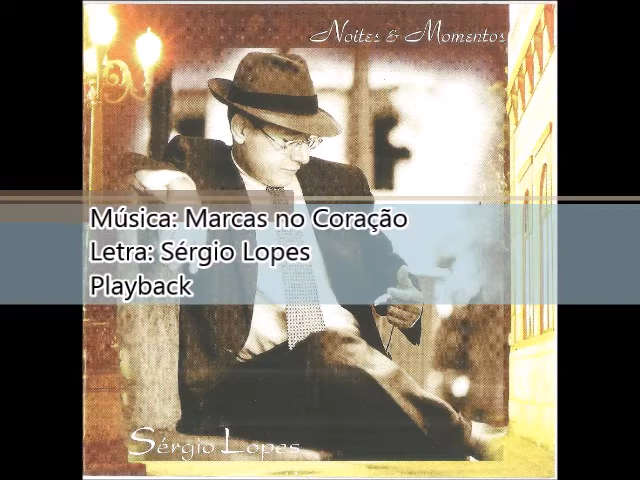 Noites & Momentos
Música: Marcas no Coração
Letra: Sérgio Lopes
Playback
Sérgio Lopes